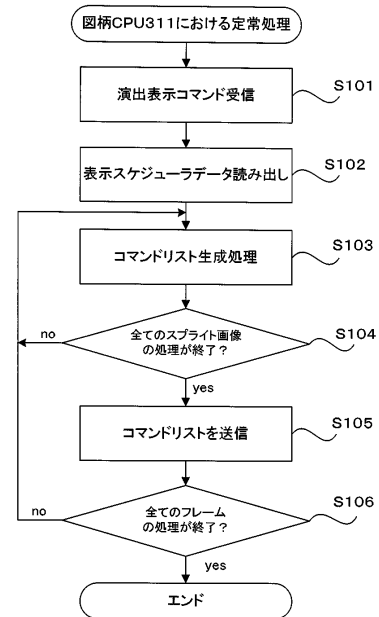 図柄CPU311における定常処理
演出表示コマンド受信
S101
表示スケジューラデータ読み出し
S102
コマンドリスト生成処理
S103
全てのスプライト画像
の処理が終了？
S104
no
yes
コマンドリストを送信
S105
全てのフレーム
の処理が終了？
S106
no
yes
エンド